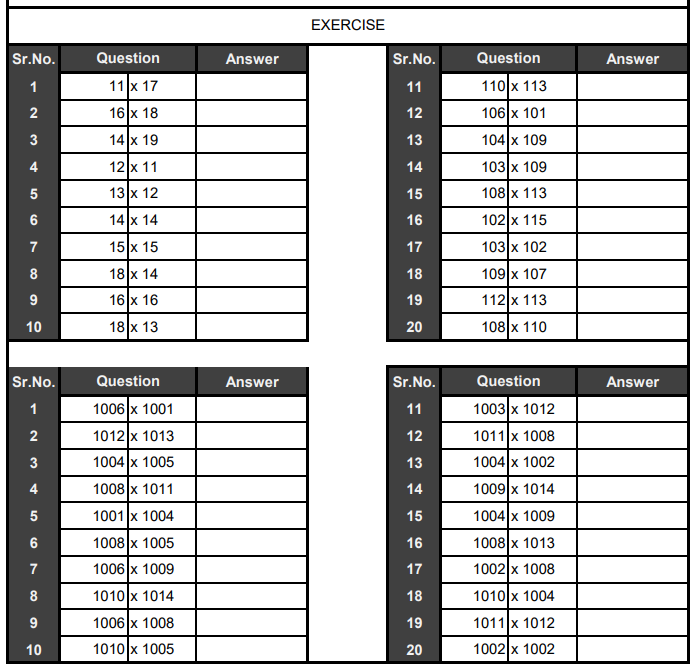 EXERCISE
Sr.No. Question Answer Sr.No. Question Answer
1 11 x 17 11 110 x 113
2 16 x 18 12 106 x 101
3 14 x 19 13 104 x 109
4 12 x 11 14 103 x 109
5 13 x 12 15 108 x 113
6 14 x 14 16 102 x 115
7 15 x 15 17 103 x 102
8 18 x 14 18 109 x 107
9 16 x 16 19 112 x 113
10 18 x 13 20 108 x 110
Sr.No. Question Answer Sr.No. Question Answer
1 1006 x 1001 11 1003 x 1012
2 1012 x 1013 12 1011 x 1008
3 1004 x 1005 13 1004 x 1002
4 1008 x 1011 14 1009 x 1014
5 1001 x 1004 15 1004 x 1009
6 1008 x 1005 16 1008 x 1013
7 1006 x 1009 17 1002 x 1008
8 1010 x 1014 18 1010 x 1004
9 1006 x 1008 19 1011 x 1012
10 1010 x 1005 20 1002 x 1002